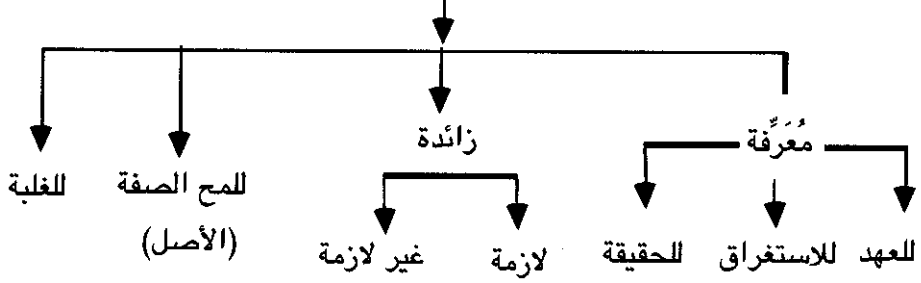 مُعَرِّفة
زائدة
للمح الصفة
(الأصل)
للغلبة
للعهد
للاستغراق
للحقيقة
لازمة
غير لازمة